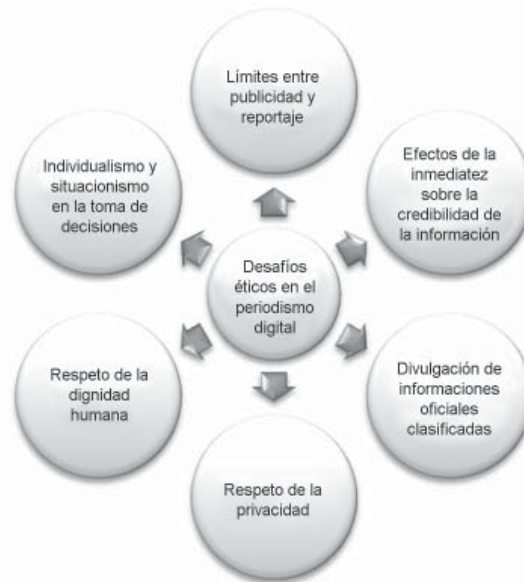 Límites entre
publicidad y
reportaje
Individualismo y
situacionismo
en la toma de
decisiones
Efectos de la
inmediatez
sobre la
credibilidad de
la información
Desafíos
éticos en el
periodismo
digital
Respeto de la
dignidad
humana
Divulgación de
informaciones
oficiales
clasificadas
Respeto de la
privacidad